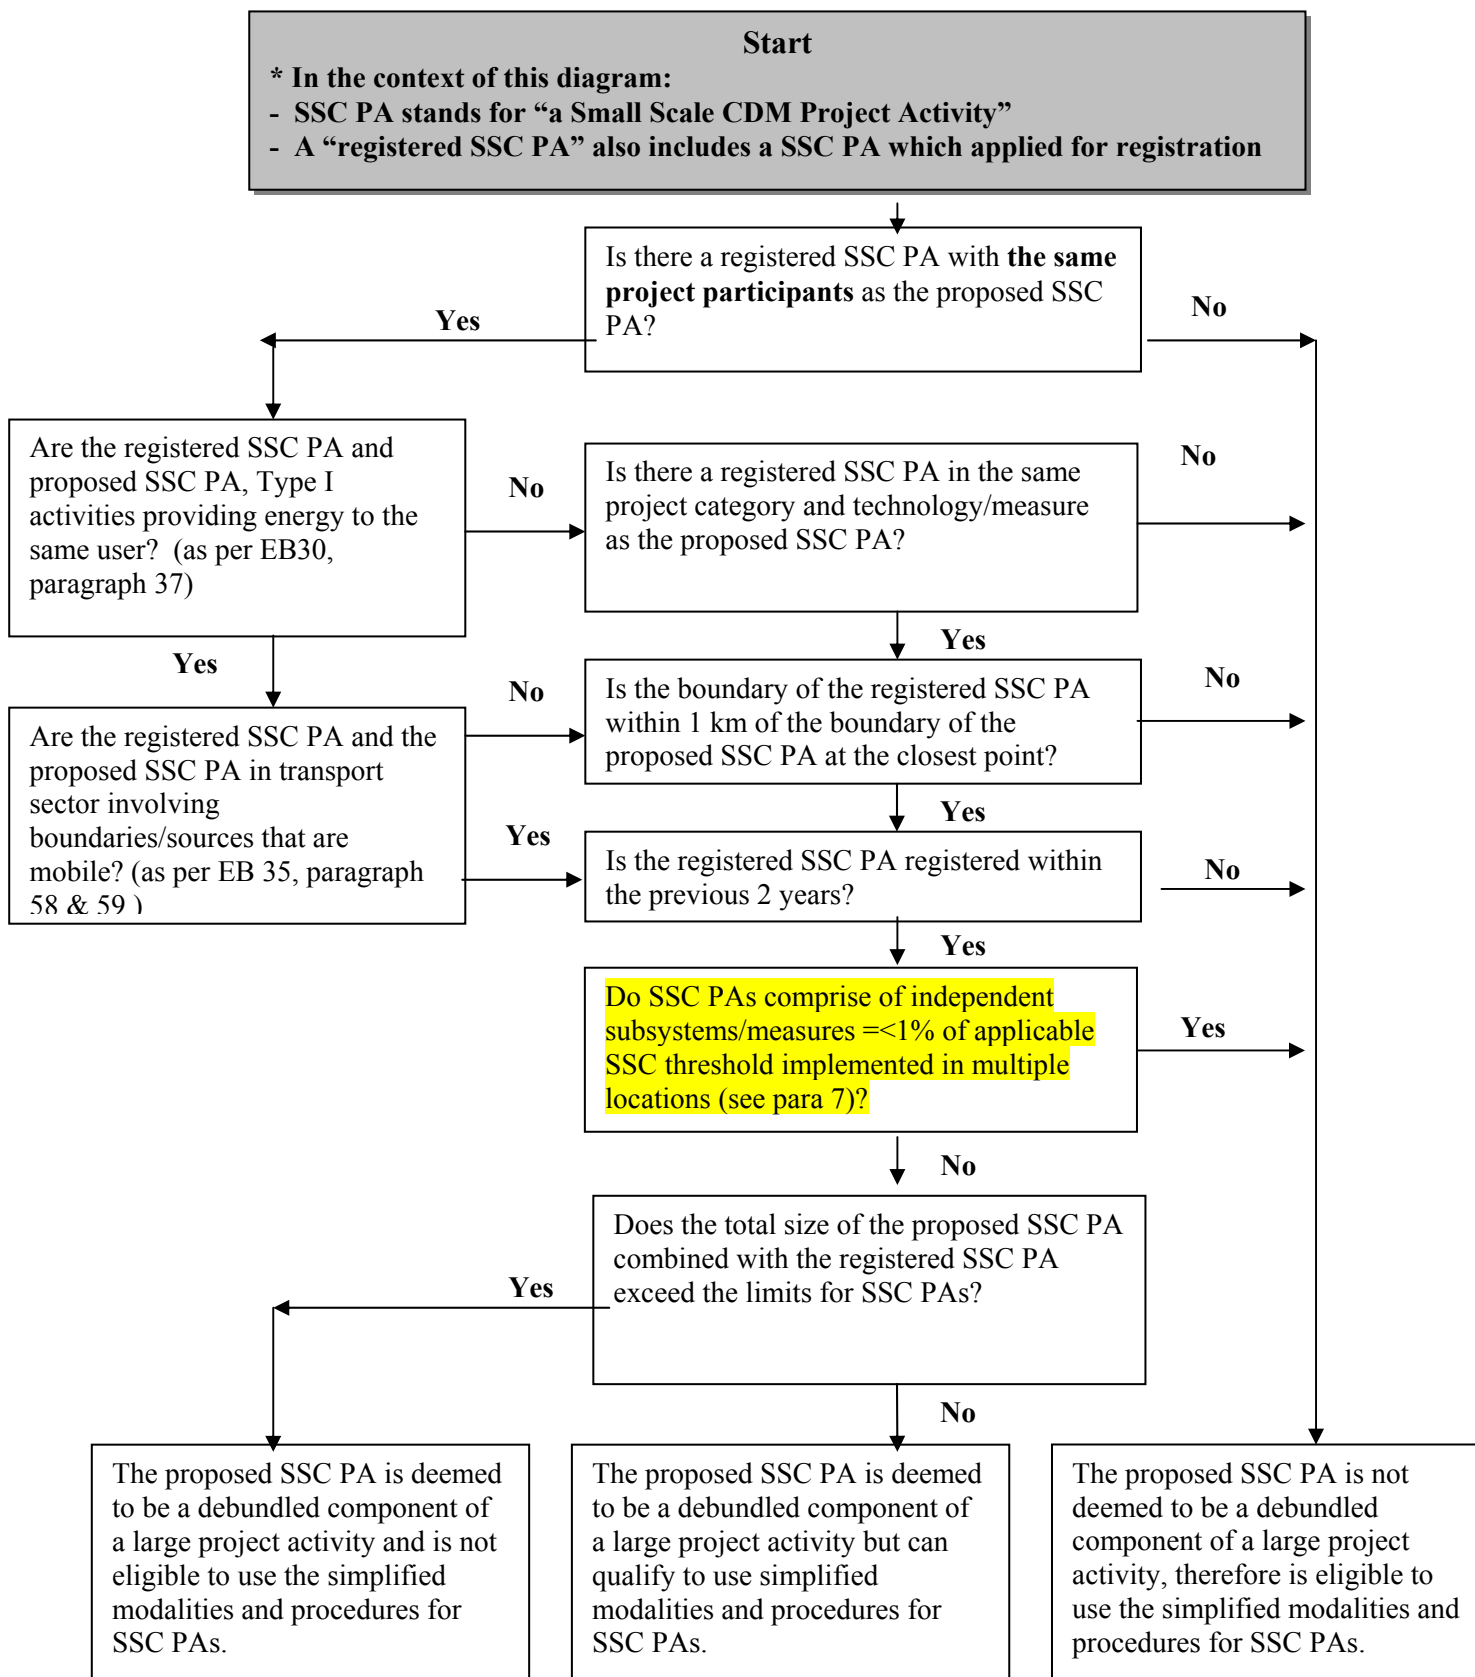 Start
* In the context of this diagram:
- SSC PA stands for “a Small Scale CDM Project Activity”
- A “registered SSC PA” also includes a SSC PA which applied for registration
Is there a registered SSC PA with the same
project participants as the proposed SSC
PA?
Yes
No
Are the registered SSC PA and
proposed SSC PA, Type I
activities providing energy to the
same user? (as per EB30,
paragraph 37)
No
Is there a registered SSC PA in the same
project category and technology/measure
as the proposed SSC PA?
No
Yes
Yes
Are the registered SSC PA and the
proposed SSC PA in transport
sector involving
boundaries/sources that are
mobile? (as per EB 35, paragraph
58 & 59 )
No
Is the boundary of the registered SSC PA
within 1 km of the boundary of the
proposed SSC PA at the closest point?
No
Yes
Yes
Is the registered SSC PA registered within
the previous 2 years?
No
Yes
Do SSC PAs comprise of independent
subsystems/measures =<1% of applicable
SSC threshold implemented in multiple
locations (see para 7)?
Yes
No
Does the total size of the proposed SSC PA
combined with the registered SSC PA
exceed the limits for SSC PAs?
Yes
No
The proposed SSC PA is deemed
to be a debundled component of
a large project activity and is not
eligible to use the simplified
modalities and procedures for
SSC PAs.
The proposed SSC PA is deemed
to be a debundled component of
a large project activity but can
qualify to use simplified
modalities and procedures for
SSC PAs.
The proposed SSC PA is not
deemed to be a debundled
component of a large project
activity, therefore is eligible to
use the simplified modalities and
procedures for SSC PAs.